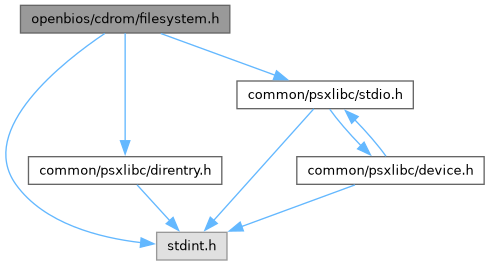 openbios/cdrom/filesystem.h
common/psxlibc/stdio.h
common/psxlibc/direntry.h
common/psxlibc/device.h
stdint.h